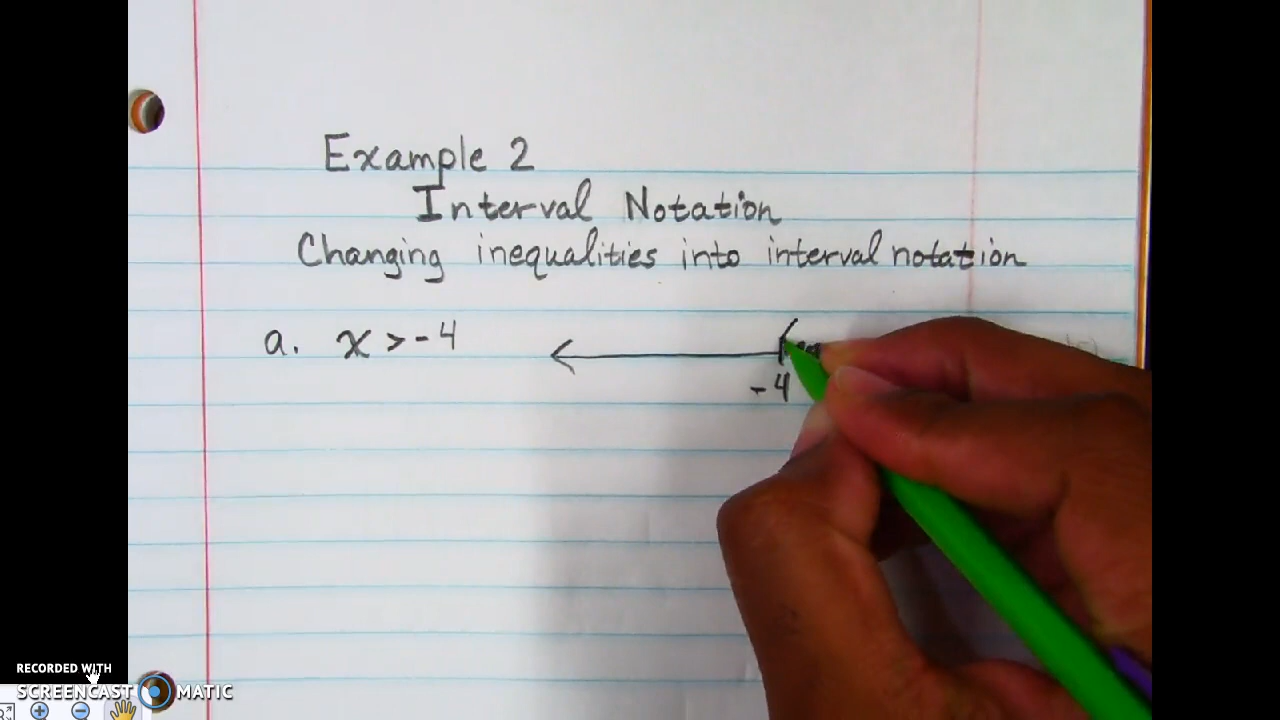 Example 2
Interval Notation
Changing inequalities into interval notation
a. x > -4
-4
RECORDED WITH
SCREENCAST MATIC